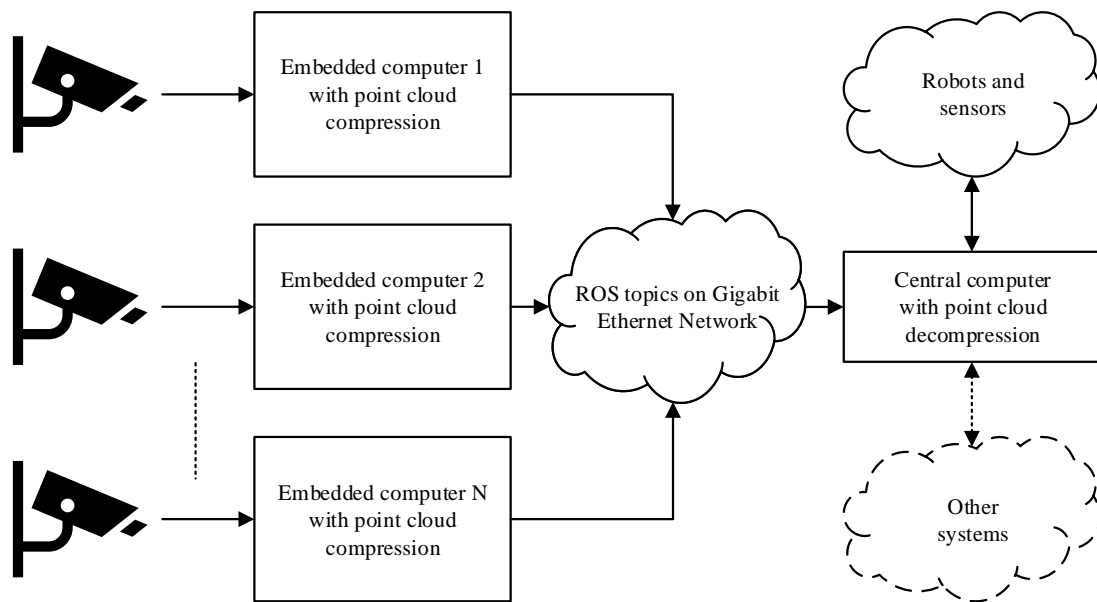 Embedded computer 1
with point cloud
compression
Robots and
sensors
Embedded computer 2
with point cloud
compression
ROS topics on Gigabit
Ethernet Network
Central computer
with point cloud
decompression
Embedded computer N
with point cloud
compression
Other
systems